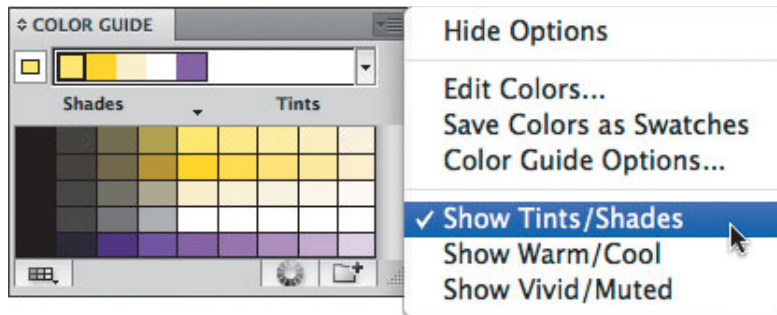 COLOR GUIDE
Shades Tints
Hide Options
Edit Colors...
Save Colors as Swatches
Color Guide Options...
✓ Show Tints/Shades
Show Warm/Cool
Show Vivid/Muted